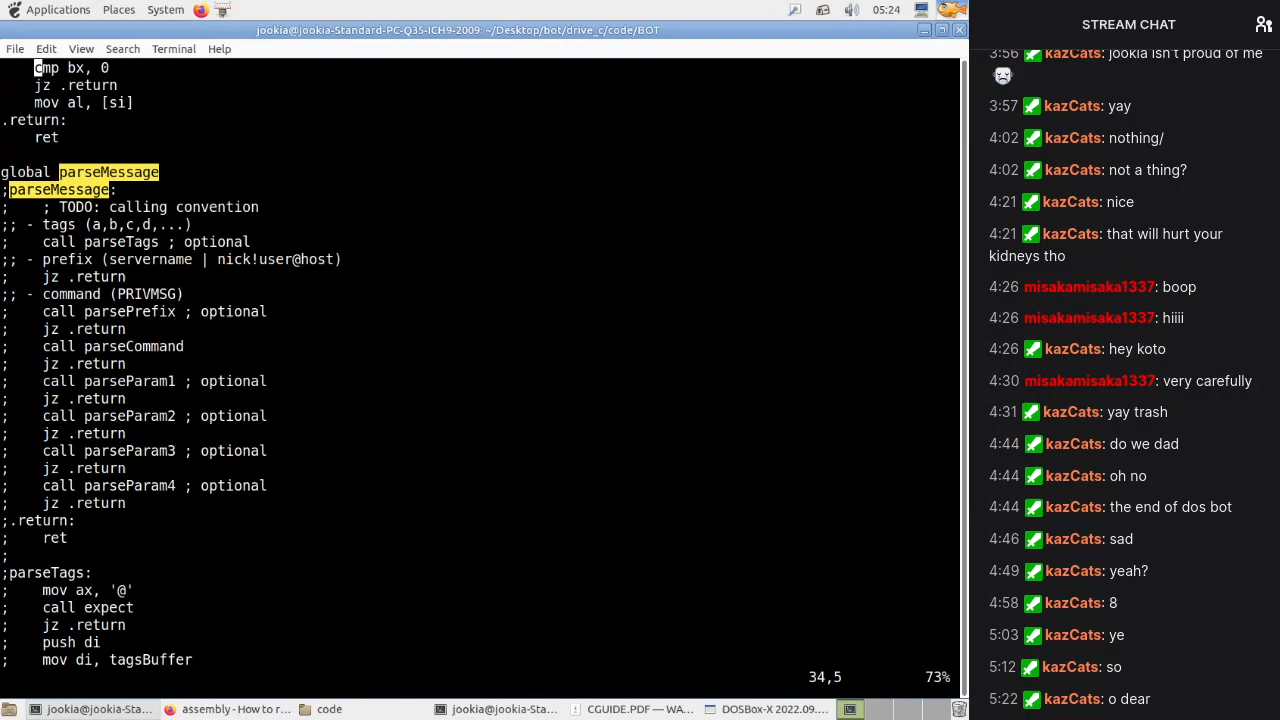 Applications Places System 05:24
jookia@jookia-Standard-PC-Q35-ICH9-2009: ~/Desktop/bot/drive_c/code/BOT
File Edit View Search Terminal Help
cmp bx, 0
jz .return
mov al, [si]
.return:
ret
global parseMessage
;parseMessage:
; ; TODO: calling convention
;; - tags (a,b,c,d,...)
; call parseTags ; optional
;; - prefix (servername | nick!user@host)
; jz .return
;; - command (PRIVMSG)
; call parsePrefix ; optional
; jz .return
; call parseCommand
; jz .return
; call parseParam1 ; optional
; jz .return
; call parseParam2 ; optional
; jz .return
; call parseParam3 ; optional
; jz .return
; call parseParam4 ; optional
; jz .return
;.return:
; ret
;
;parseTags:
; mov ax, '@'
; call expect
; jz .return
; push di
; mov di, tagsBuffer
34,5 73%
jookia@jookia-Sta... assembly - How to r... ce jookia@jookia-Sta... CGUIDE.PDF — WA... DOSBox-X 2022.09....
STREAM CHAT
3:56 kazCats: jookia isn't proud of me
3:57 kazCats: yay
4:02 kazCats: nothing/
4:02 kazCats: not a thing?
4:21 kazCats: nice
4:21 kazCats: that will hurt your
kidneys tho
4:26 misakamisaka1337: boop
4:26 misakamisaka1337: hiiii
4:26 kazCats: hey koto
4:30 misakamisaka1337: very carefully
4:31 kazCats: yay trash
4:44 kazCats: do we dad
4:44 kazCats: oh no
4:44 kazCats: the end of dos bot
4:46 kazCats: sad
4:49 kazCats: yeah?
4:58 kazCats: 8
5:03 kazCats: ye
5:12 kazCats: so
5:22 kazCats: o dear